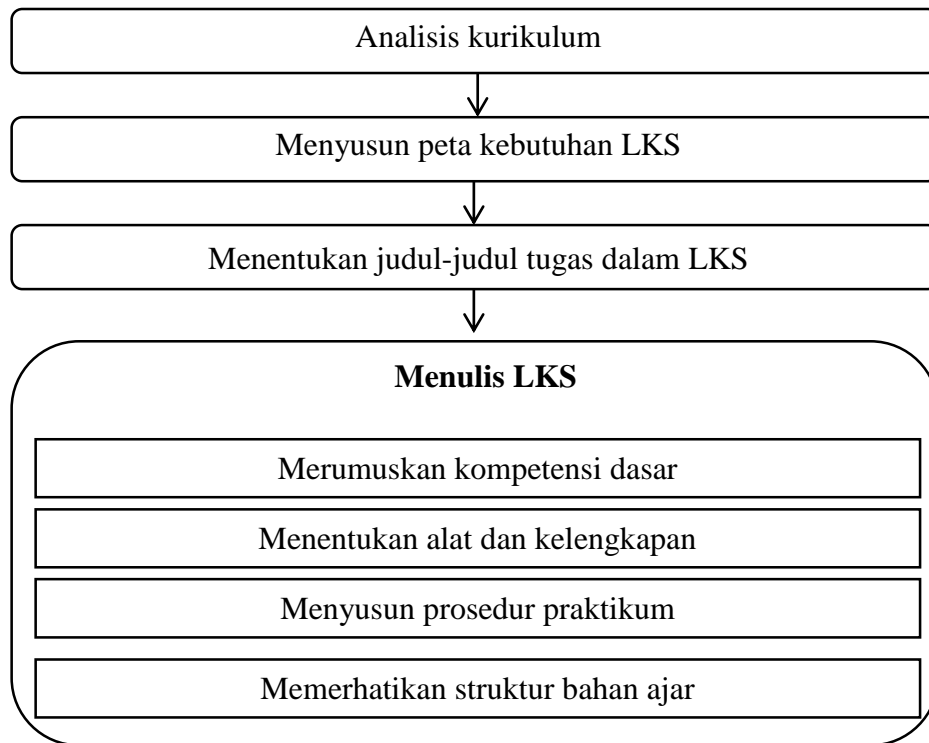 Analisis kurikulum
Menyusun peta kebutuhan LKS
Menentukan judul-judul tugas dalam LKS
Menulis LKS
Merumuskan kompetensi dasar
Menentukan alat dan kelengkapan
Menyusun prosedur praktikum
Memerhatikan struktur bahan ajar